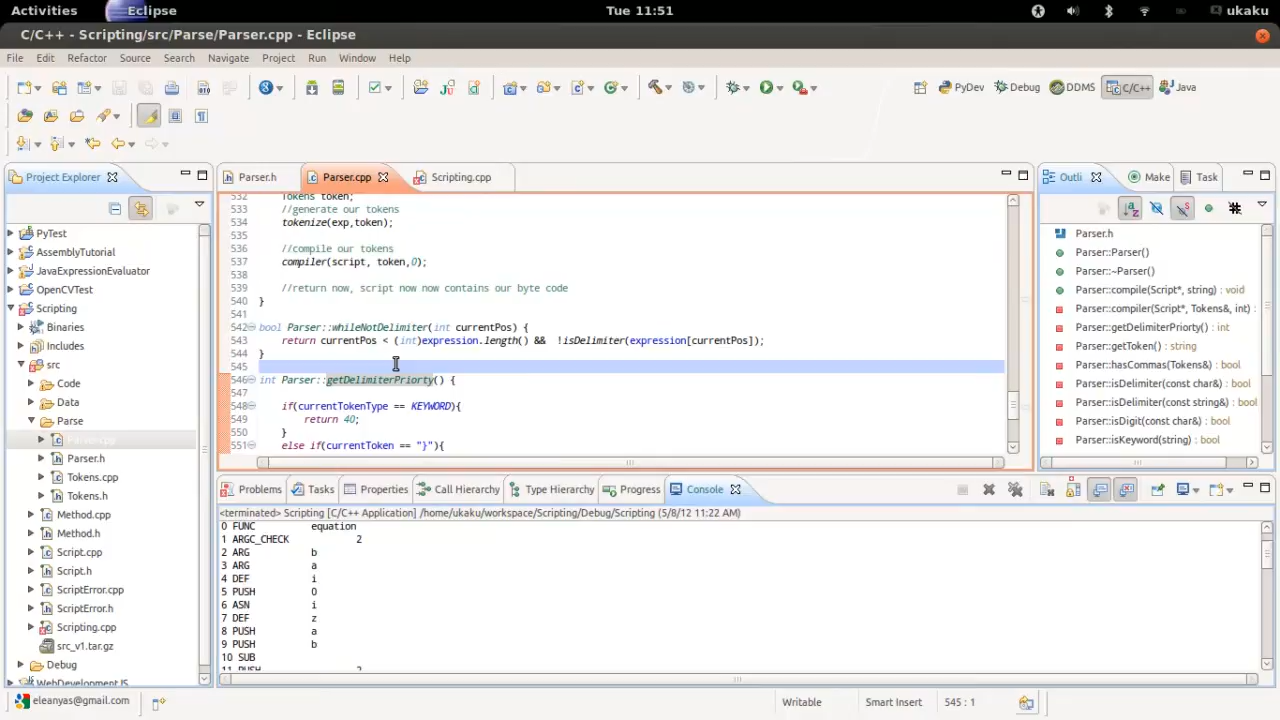 Activities Eclipse Tue 11:51 ukaku
C/C++ - Scripting/src/Parse/Parser.cpp - Eclipse
File Edit Refactor Source Search Navigate Project Run Window Help
PyDev Debug DDMS C/C++ Java
Project Explorer
PyTest
AssemblyTutorial
JavaExpressionEvaluator
OpenCVTest
Scripting
Binaries
Includes
src
Code
Data
Parse
Parser.cpp
Parser.h
Tokens.cpp
Tokens.h
Method.cpp
Method.h
Script.cpp
Script.h
ScriptError.cpp
ScriptError.h
Scripting.cpp
src_v1.tar.gz
Debug
WebDevelopmentJS
Parser.h Parser.cpp Scripting.cpp
532 Tokens token;
533 //generate our tokens
534 tokenize(exp,token);
535
536 //compile our tokens
537 compiler(script, token,0);
538
539 //return now, script now now contains our byte code
540 }
541
542 bool Parser::whileNotDelimiter(int currentPos) {
543 return currentPos < (int)expression.length() && !isDelimiter(expression[currentPos]);
544 }
545
546 int Parser::getDelimiterPriorty() {
547
548 if(currentTokenType == KEYWORD){
549 return 40;
550 }
551 else if(currentToken == "}"){
Outli Make Task
Parser.h
Parser::Parser()
Parser::~Parser()
Parser::compile(Script*, string) : void
Parser::compiler(Script*, Tokens&, int) :
Parser::getDelimiterPriorty() : int
Parser::getToken() : string
Parser::hasCommas(Tokens&) : bool
Parser::isDelimiter(const char&) : bool
Parser::isDelimiter(const string&) : boo
Parser::isDigit(const char&) : bool
Parser::isKeyword(string) : bool
Problems Tasks Properties Call Hierarchy Type Hierarchy Progress Console
<terminated> Scripting [C/C++ Application] /home/ukaku/workspace/Scripting/Debug/Scripting (5/8/12 11:22 AM)
0 FUNC equation
1 ARGC_CHECK 2
2 ARG b
3 ARG a
4 DEF i
5 PUSH 0
6 ASN i
7 DEF z
8 PUSH a
9 PUSH b
10 SUB
11 PUSH 2
eleanyas@gmail.com Writable Smart Insert 545 : 1